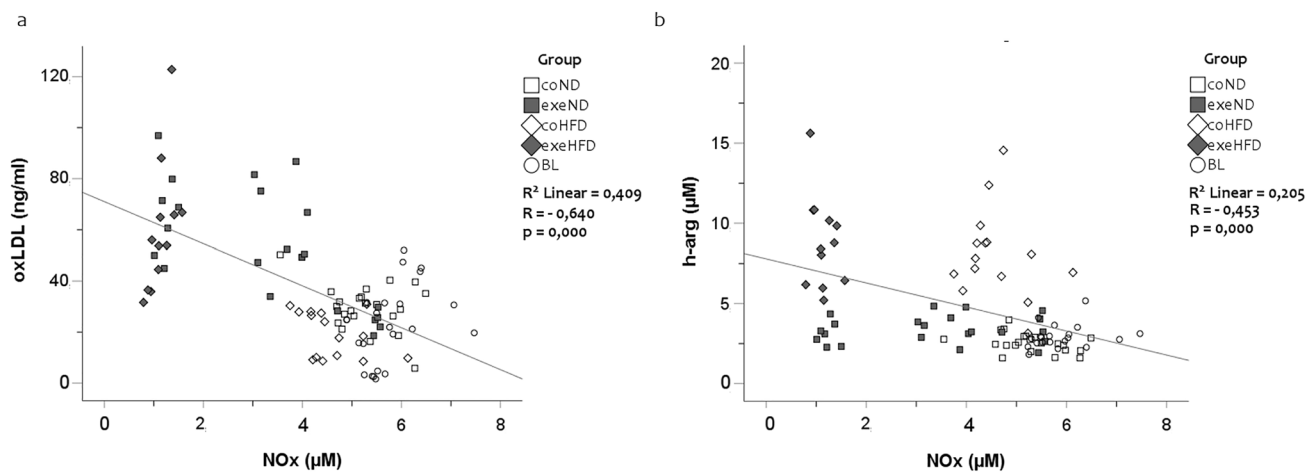 a
oxLDL (ng/ml)
120
80
40
0
0
2
4
6
8
NOx (µM)
Group
coND
exeND
coHFD
exeHFD
BL
R² Linear = 0,409
R = - 0,640
p = 0,000
b
h-arg (µM)
20
15
10
5
0
0
2
4
6
8
NOx (µM)
Group
coND
exeND
coHFD
exeHFD
BL
R² Linear = 0,205
R = - 0,453
p = 0,000